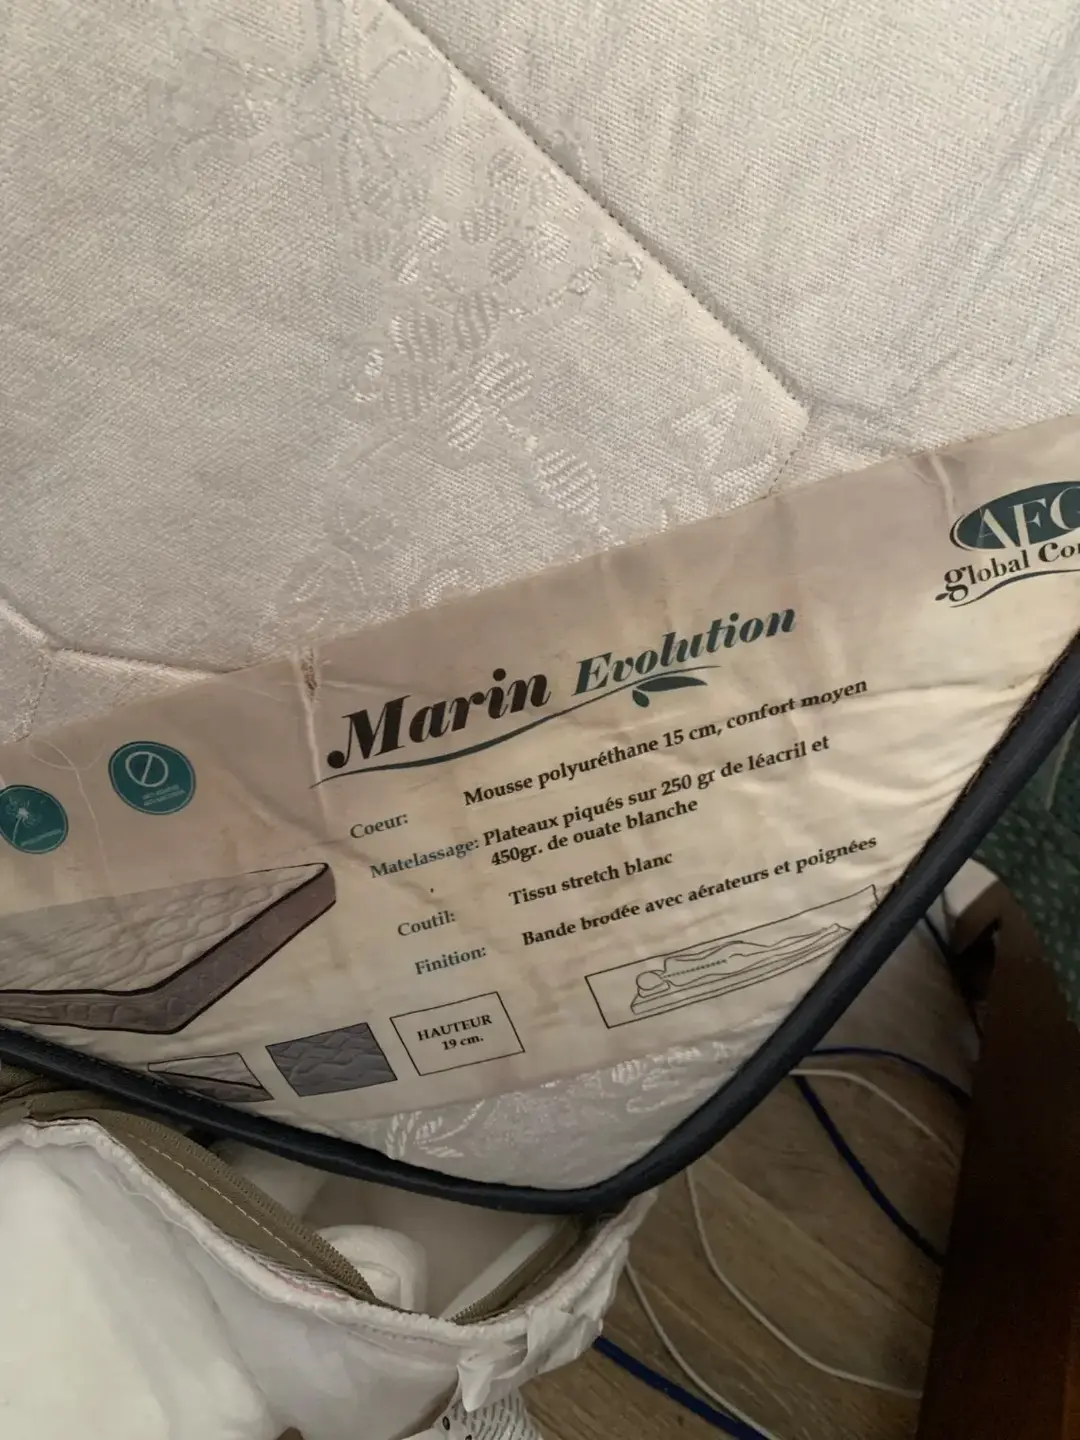 AEG
global Co
Marin Evolution
Coeur: Mousse polyuréthane 15 cm, confort moyen
Matelassage: Plateaux piqués sur 250 gr de léacril et
450gr. de ouate blanche
Coutil: Tissu stretch blanc
Finition: Bande brodée avec aérateurs et poignées
HAUTEUR
19 cm.